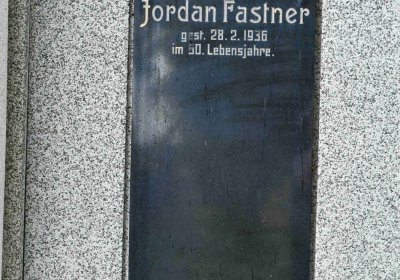 Jordan Fastner
gest. 28. 2. 1936
im 50. Lebensjahre.